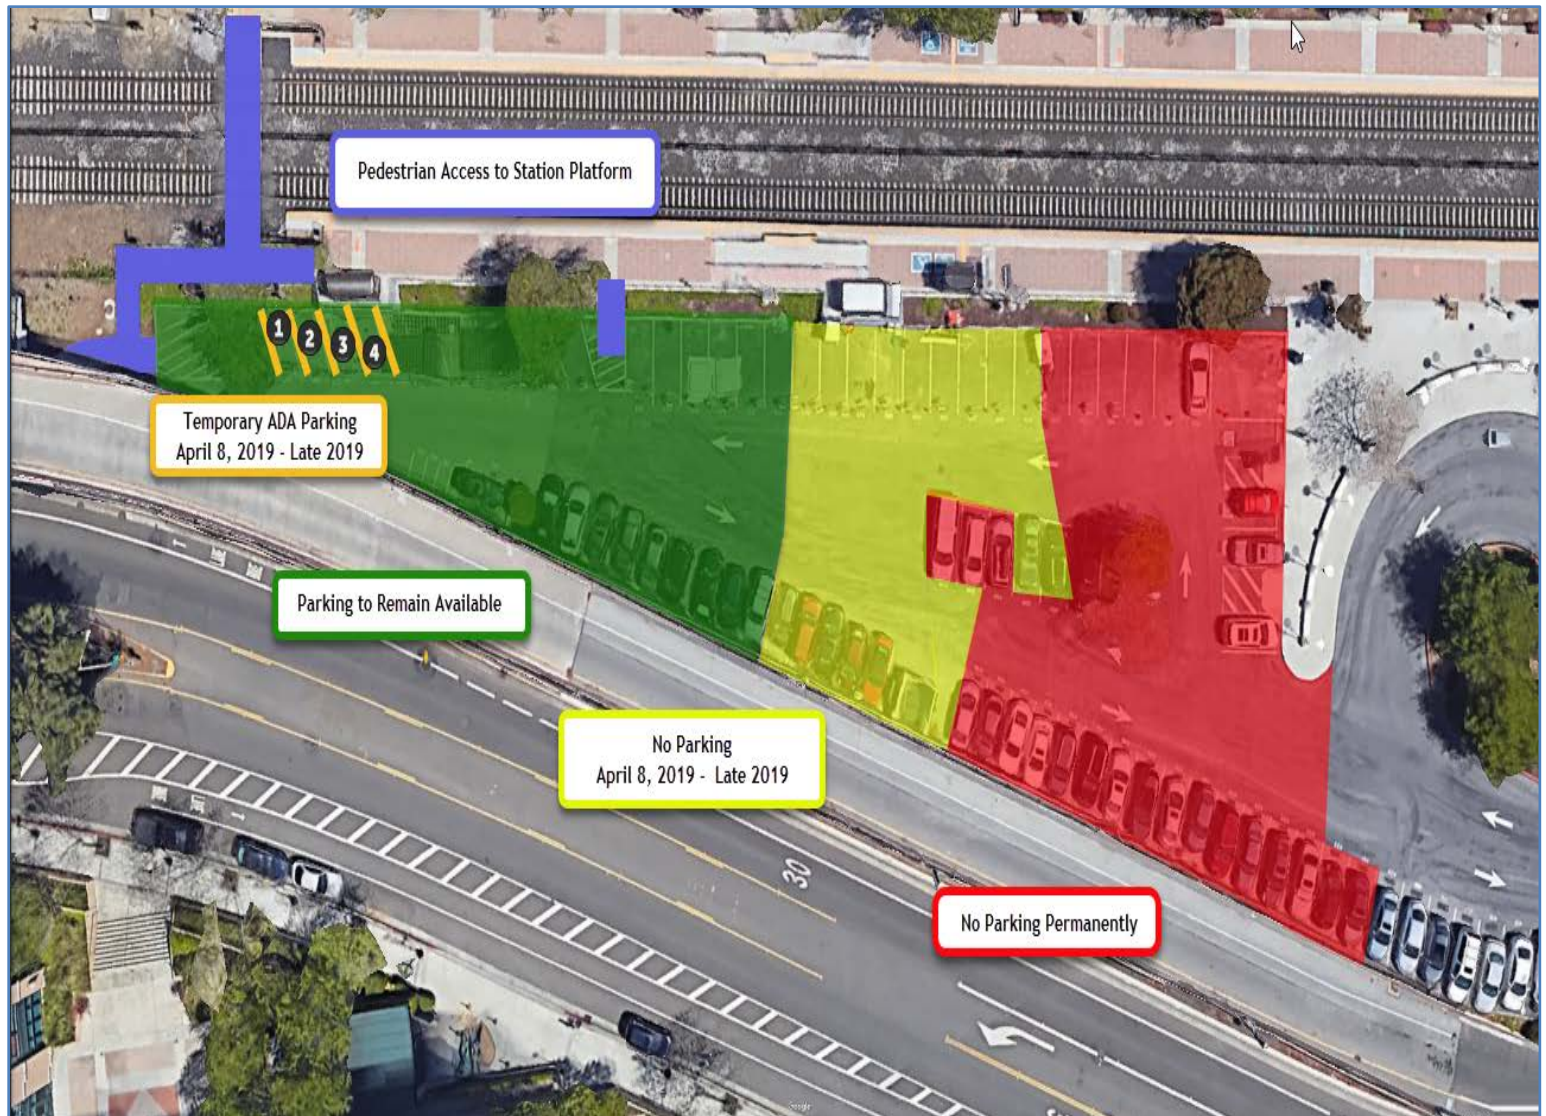 Pedestrian Access to Station Platform
1
2
3
4
Temporary ADA Parking
April 8, 2019 - Late 2019
Parking to Remain Available
No Parking
April 8, 2019 - Late 2019
30
No Parking Permanently
Google